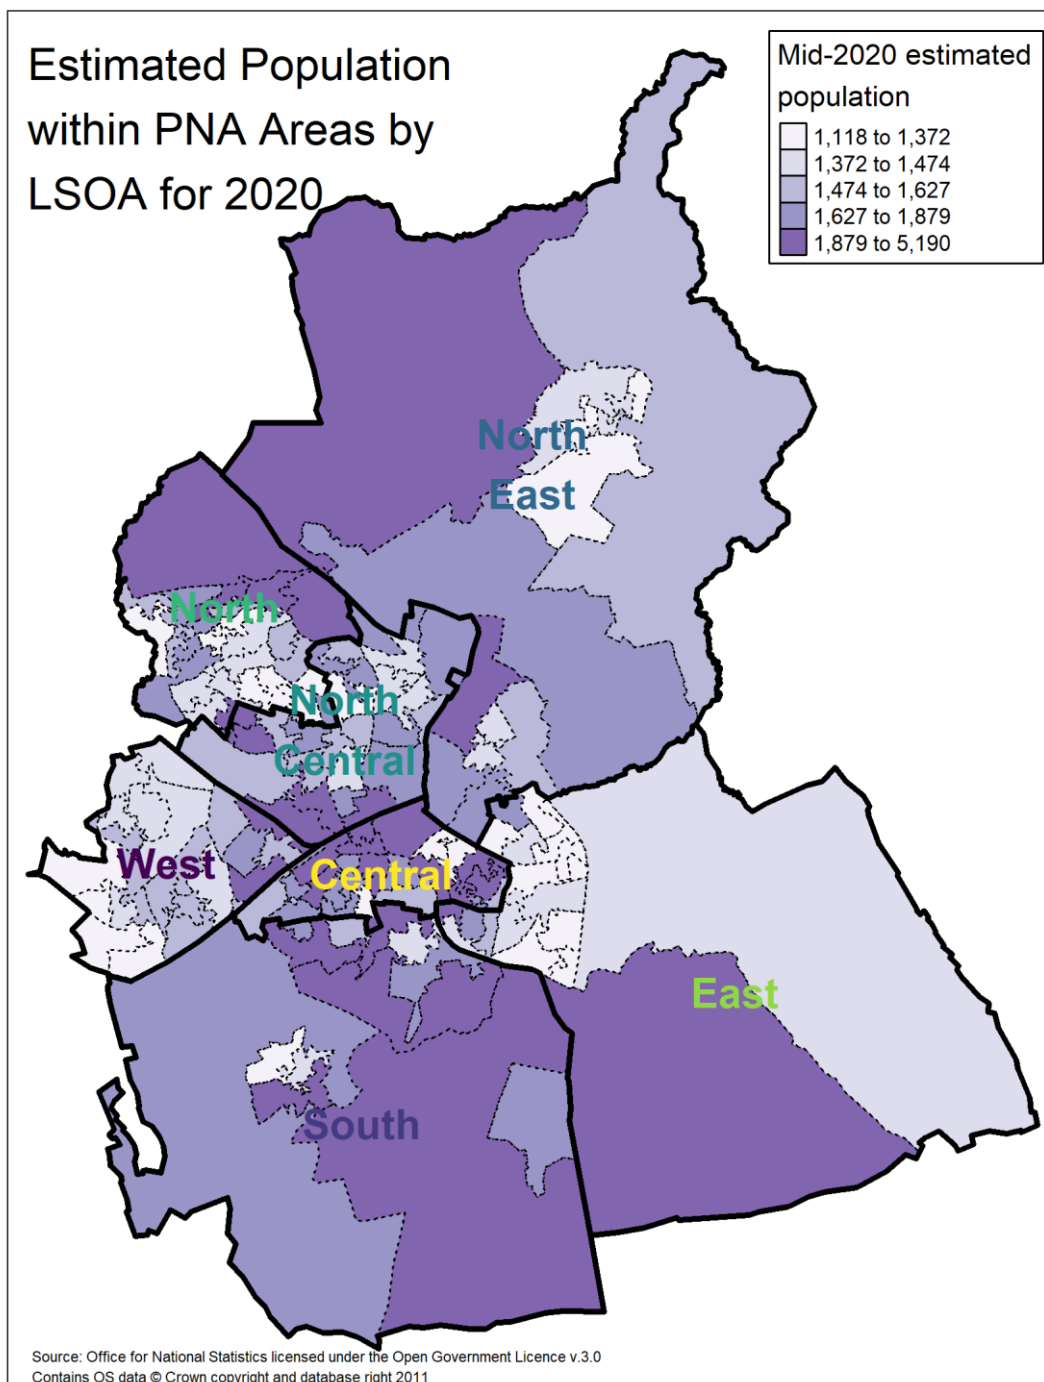 Estimated Population
within PNA Areas by
LSOA for 2020
Mid-2020 estimated
population
1,118 to 1,372
1,372 to 1,474
1,474 to 1,627
1,627 to 1,879
1,879 to 5,190
North
East
North
North
Central
West
Central
East
South
Source: Office for National Statistics licensed under the Open Government Licence v.3.0
Contains OS data © Crown copyright and database right 2011